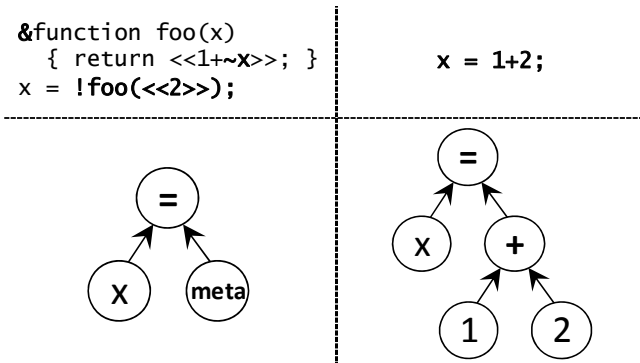 &function foo(x)
{ return <<1+~x>>; }
x = !foo(<<2>>);
x = 1+2;
=
x
meta
=
x
+
1
2